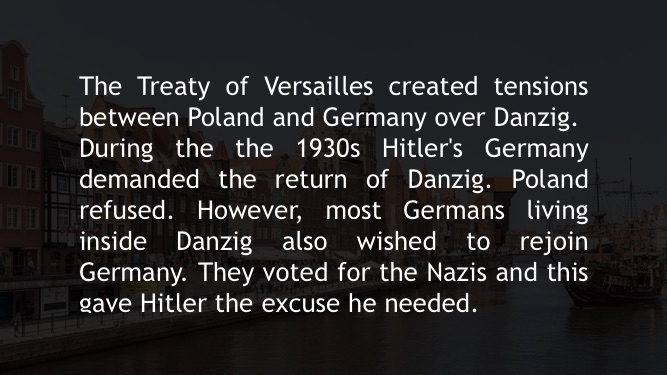 The Treaty of Versailles created tensions
between Poland and Germany over Danzig.
During the the 1930s Hitler's Germany
demanded the return of Danzig. Poland
refused. However, most Germans living
inside Danzig also wished to rejoin
Germany. They voted for the Nazis and this
gave Hitler the excuse he needed.